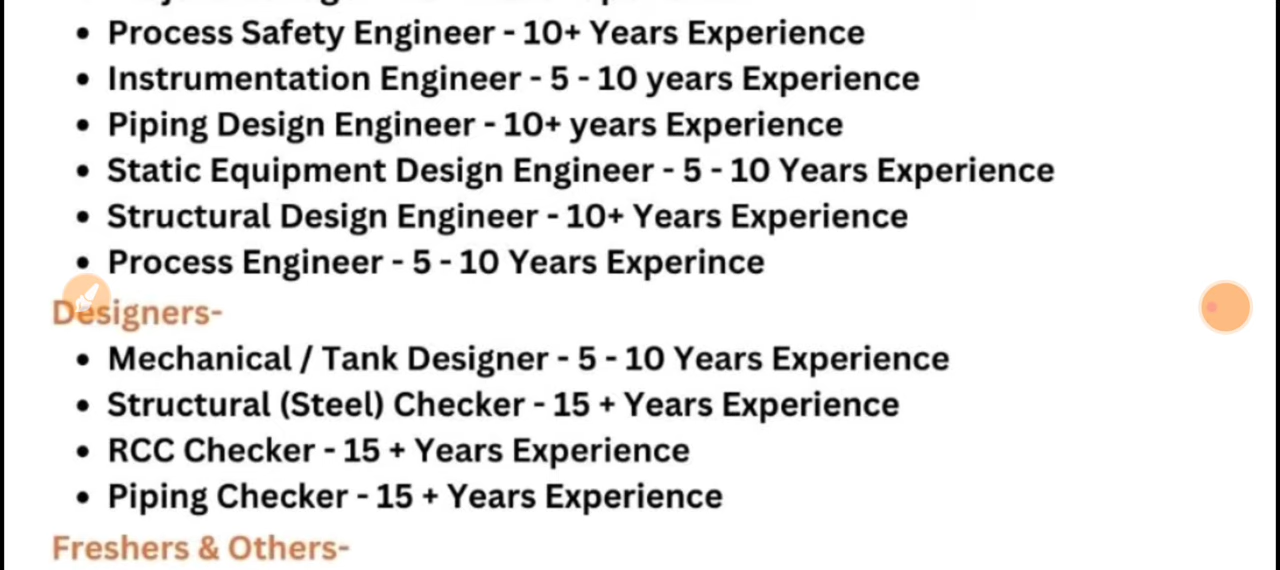 • Process Safety Engineer - 10+ Years Experience
• Instrumentation Engineer - 5 - 10 years Experience
• Piping Design Engineer - 10+ years Experience
• Static Equipment Design Engineer - 5 - 10 Years Experience
• Structural Design Engineer - 10+ Years Experience
• Process Engineer - 5 - 10 Years Experince
Designers-
• Mechanical / Tank Designer - 5 - 10 Years Experience
• Structural (Steel) Checker - 15 + Years Experience
• RCC Checker - 15 + Years Experience
• Piping Checker - 15 + Years Experience
Freshers & Others-